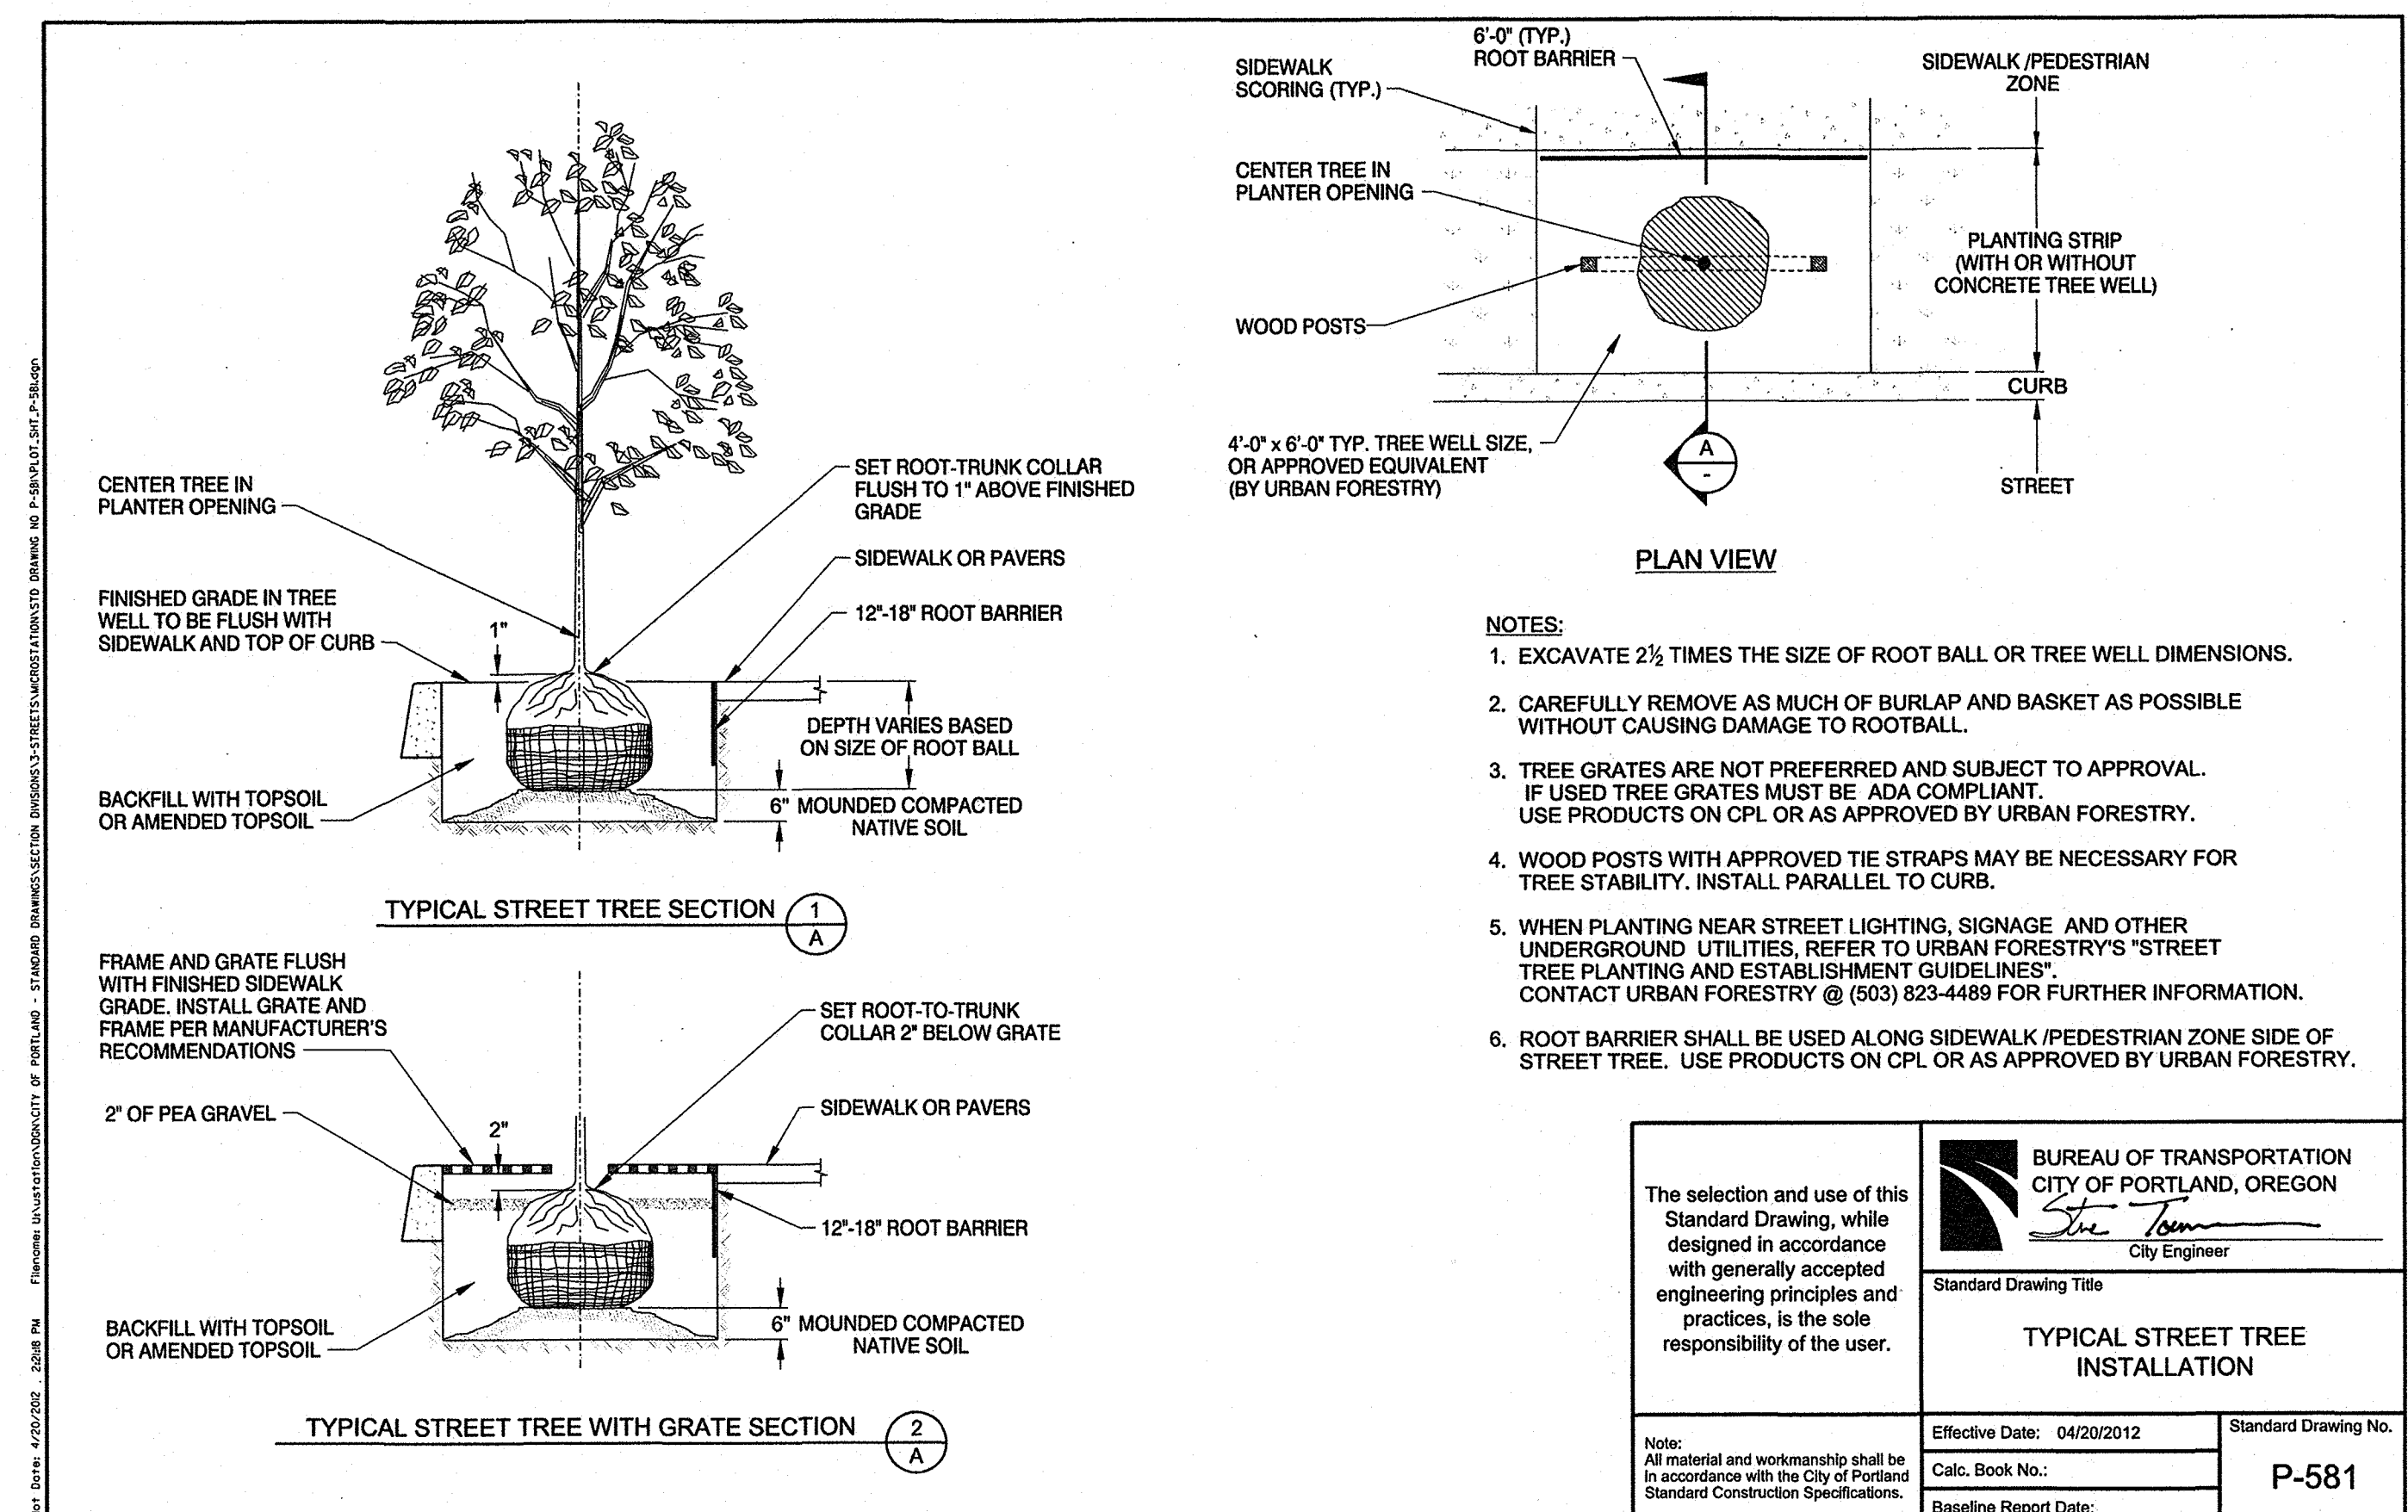 CENTER TREE IN
PLANTER OPENING
FINISHED GRADE IN TREE
WELL TO BE FLUSH WITH
SIDEWALK AND TOP OF CURB
1"
BACKFILL WITH TOPSOIL
OR AMENDED TOPSOIL
SET ROOT-TRUNK COLLAR
FLUSH TO 1" ABOVE FINISHED
GRADE
SIDEWALK OR PAVERS
12"-18" ROOT BARRIER
DEPTH VARIES BASED
ON SIZE OF ROOT BALL
6" MOUNDED COMPACTED
NATIVE SOIL
TYPICAL STREET TREE SECTION
1
A
FRAME AND GRATE FLUSH
WITH FINISHED SIDEWALK
GRADE. INSTALL GRATE AND
FRAME PER MANUFACTURER'S
RECOMMENDATIONS
2" OF PEA GRAVEL
2"
BACKFILL WITH TOPSOIL
OR AMENDED TOPSOIL
SET ROOT-TO-TRUNK
COLLAR 2" BELOW GRATE
SIDEWALK OR PAVERS
12"-18" ROOT BARRIER
6" MOUNDED COMPACTED
NATIVE SOIL
TYPICAL STREET TREE WITH GRATE SECTION
2
A
6'-0" (TYP.)
ROOT BARRIER
SIDEWALK
SCORING (TYP.)
CENTER TREE IN
PLANTER OPENING
WOOD POSTS
4'-0" x 6'-0" TYP. TREE WELL SIZE,
OR APPROVED EQUIVALENT
(BY URBAN FORESTRY)
SIDEWALK /PEDESTRIAN
ZONE
PLANTING STRIP
(WITH OR WITHOUT
CONCRETE TREE WELL)
CURB
STREET
A
-
PLAN VIEW
NOTES:
1. EXCAVATE 2½ TIMES THE SIZE OF ROOT BALL OR TREE WELL DIMENSIONS.
2. CAREFULLY REMOVE AS MUCH OF BURLAP AND BASKET AS POSSIBLE
WITHOUT CAUSING DAMAGE TO ROOTBALL.
3. TREE GRATES ARE NOT PREFERRED AND SUBJECT TO APPROVAL.
IF USED TREE GRATES MUST BE ADA COMPLIANT.
USE PRODUCTS ON CPL OR AS APPROVED BY URBAN FORESTRY.
4. WOOD POSTS WITH APPROVED TIE STRAPS MAY BE NECESSARY FOR
TREE STABILITY. INSTALL PARALLEL TO CURB.
5. WHEN PLANTING NEAR STREET LIGHTING, SIGNAGE AND OTHER
UNDERGROUND UTILITIES, REFER TO URBAN FORESTRY'S "STREET
TREE PLANTING AND ESTABLISHMENT GUIDELINES".
CONTACT URBAN FORESTRY @ (503) 823-4489 FOR FURTHER INFORMATION.
6. ROOT BARRIER SHALL BE USED ALONG SIDEWALK /PEDESTRIAN ZONE SIDE OF
STREET TREE. USE PRODUCTS ON CPL OR AS APPROVED BY URBAN FORESTRY.
The selection and use of this
Standard Drawing, while
designed in accordance
with generally accepted
engineering principles and
practices, is the sole
responsibility of the user.
Note:
All material and workmanship shall be
in accordance with the City of Portland
Standard Construction Specifications.
BUREAU OF TRANSPORTATION
CITY OF PORTLAND, OREGON
City Engineer
Standard Drawing Title
TYPICAL STREET TREE
INSTALLATION
Effective Date: 04/20/2012
Calc. Book No.:
Baseline Report Date:
Standard Drawing No.
P-581